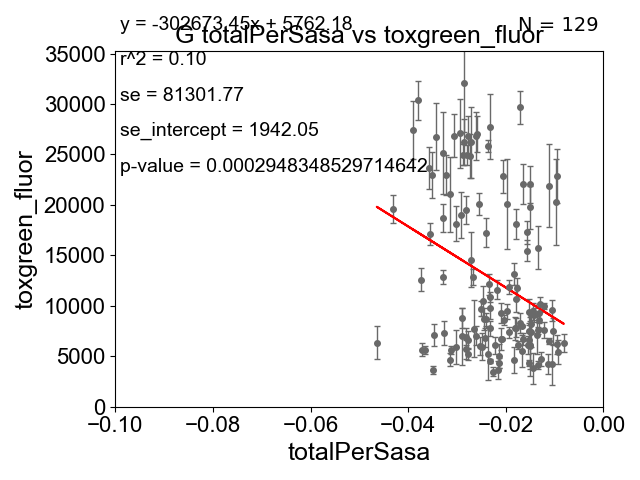 y = -302673.45x + 5762.18
N = 129
G totalPerSasa vs toxgreen_fluor
r^2 = 0.10
se = 81301.77
se_intercept = 1942.05
p-value = 0.0002948348529714642
toxgreen_fluor
35000
30000
25000
20000
15000
10000
5000
0
−0.10
−0.08
−0.06
−0.04
−0.02
0.00
totalPerSasa